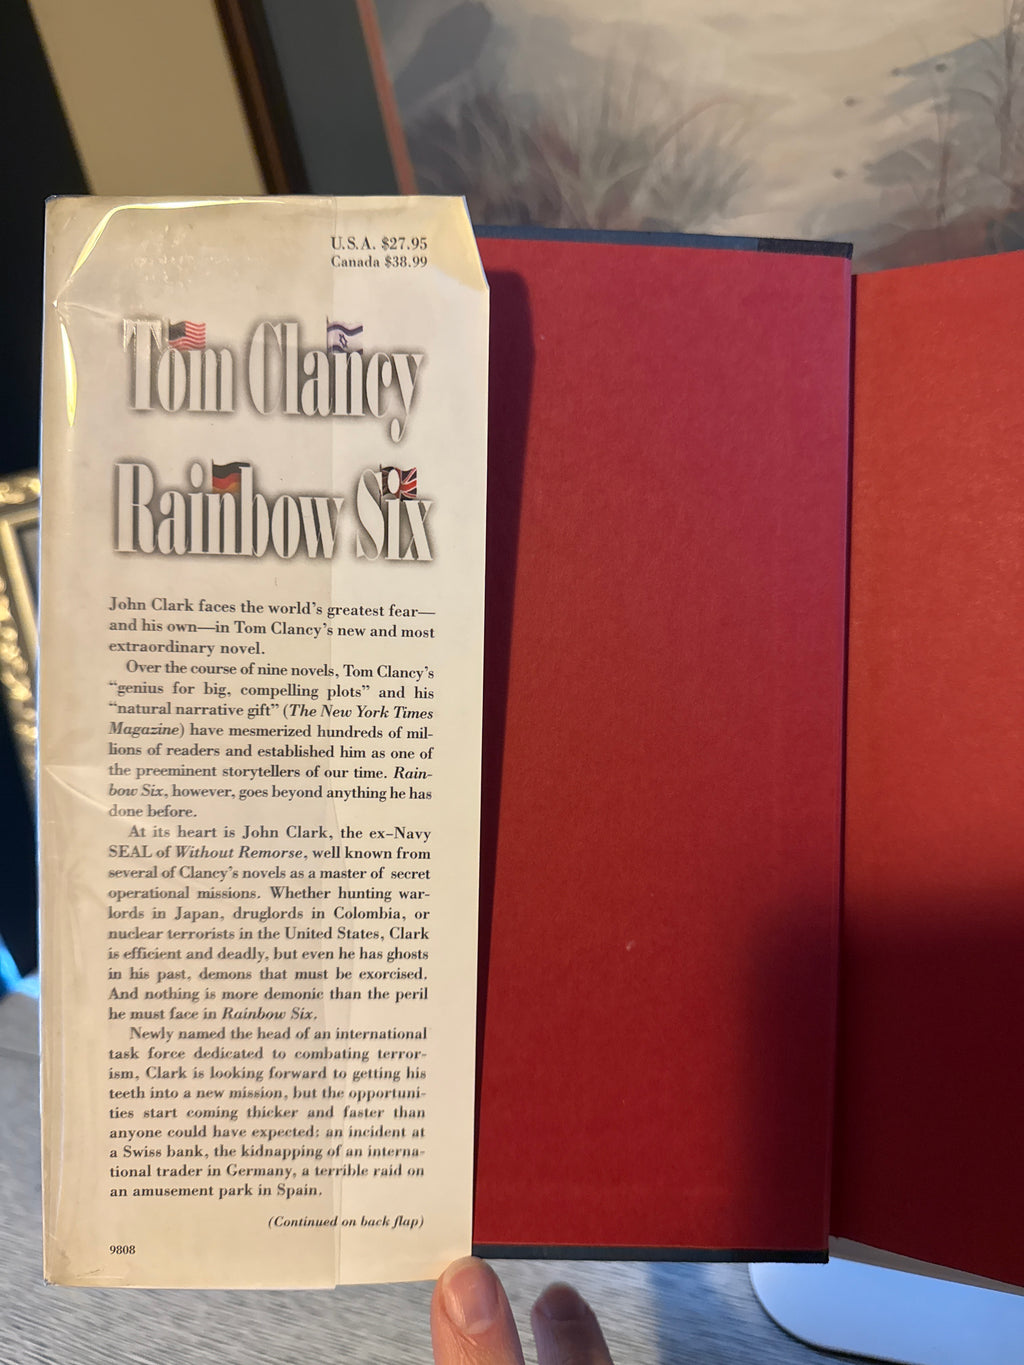 U.S.A. $27.95
Canada $38.99
Tom Clancy
Rainbow Six
John Clark faces the world's greatest fear—
and his own—in Tom Clancy's new and most
extraordinary novel.
Over the course of nine novels, Tom Clancy's
“genius for big, compelling plots” and his
“natural narrative gift” (The New York Times
Magazine) have mesmerized hundreds of mil-
lions of readers and established him as one of
the preeminent storytellers of our time. Rain-
bow Six, however, goes beyond anything he has
done before.
At its heart is John Clark, the ex–Navy
SEAL of Without Remorse, well known from
several of Clancy's novels as a master of secret
operational missions. Whether hunting war-
lords in Japan, druglords in Colombia, or
nuclear terrorists in the United States, Clark
is efficient and deadly, but even he has ghosts
in his past, demons that must be exorcised.
And nothing is more demonic than the peril
he must face in Rainbow Six.
Newly named the head of an international
task force dedicated to combating terror-
ism, Clark is looking forward to getting his
teeth into a new mission, but the opportuni-
ties start coming thicker and faster than
anyone could have expected: an incident at
a Swiss bank, the kidnapping of an interna-
tional trader in Germany, a terrible raid on
an amusement park in Spain.
(Continued on back flap)
9808